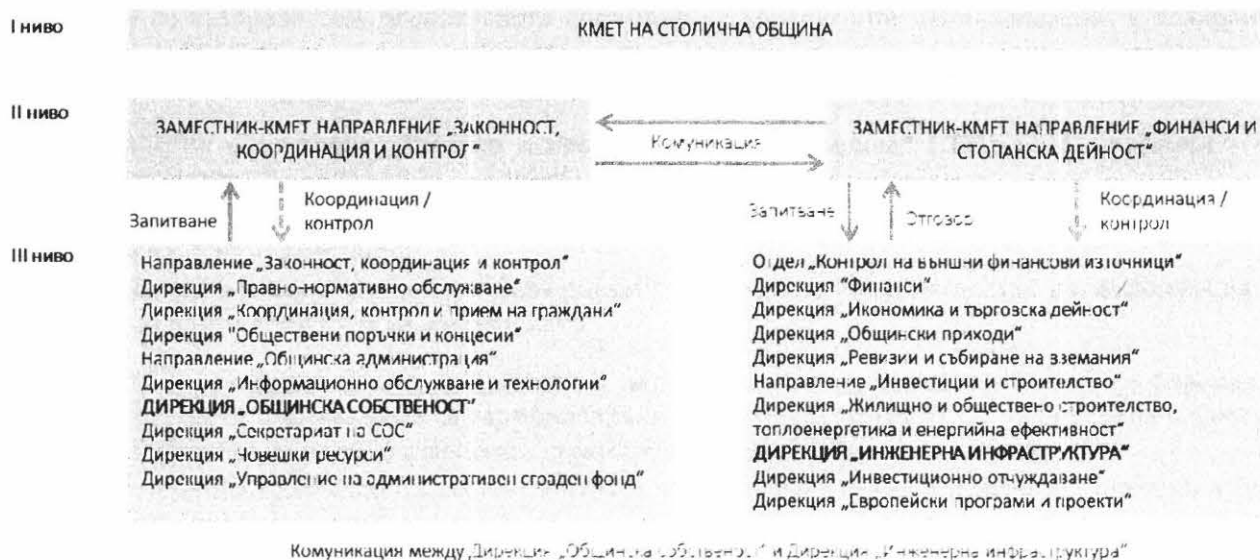 I ниво
КМЕТ НА СТОЛИЧНА ОБЩИНА
II ниво
ЗАМЕСТНИК-КМЕТ НАПРАВЛЕНИЕ „ЗАКОННОСТ,
КООРДИНАЦИЯ И КОНТРОЛ“
Комуникация
ЗАМЕСТНИК-КМЕТ НАПРАВЛЕНИЕ „ФИНАНСИ И
СТОПАНСКА ДЕЙНОСТ“
Запитване
Координация /
контрол
Запитване
Отговор
Координация /
контрол
III ниво
Направление „Законност, координация и контрол“
Дирекция „Правно-нормативно обслужване“
Дирекция „Координация, контрол и прием на граждани“
Дирекция "Обществени поръчки и концесии“
Направление „Общинска администрация“
Дирекция „Информационно обслужване и технологии“
ДИРЕКЦИЯ „ОБЩИНСКА СОБСТВЕНОСТ“
Дирекция „Секретариат на СОС“
Дирекция „Човешки ресурси“
Дирекция „Управление на административен сграден фонд“
Отдел „Контрол на външни финансови източници“
Дирекция "Финанси“
Дирекция „Икономика и търговска дейност“
Дирекция „Общински приходи“
Дирекция „Ревизии и събиране на вземания“
Направление „Инвестиции и строителство“
Дирекция „Жилищно и обществено строителство,
топлоенергетика и енергийна ефективност“
ДИРЕКЦИЯ „ИНЖЕНЕРНА ИНФРАСТРУКТУРА“
Дирекция „Инвестиционно отчуждаване“
Дирекция „Европейски програми и проекти“
Комуникация между Дирекция „Общинска собственост“ и Дирекция „Инженерна инфраструктура“